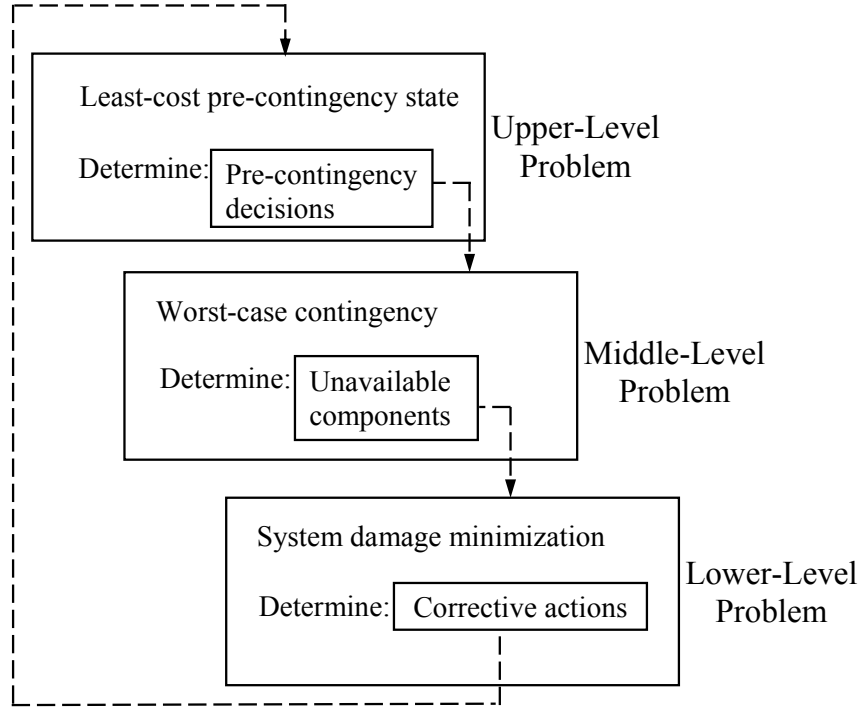 Least-cost pre-contingency state
Determine:
Pre-contingency
decisions
Upper-Level
Problem
Worst-case contingency
Determine:
Unavailable
components
Middle-Level
Problem
System damage minimization
Determine:
Corrective actions
Lower-Level
Problem